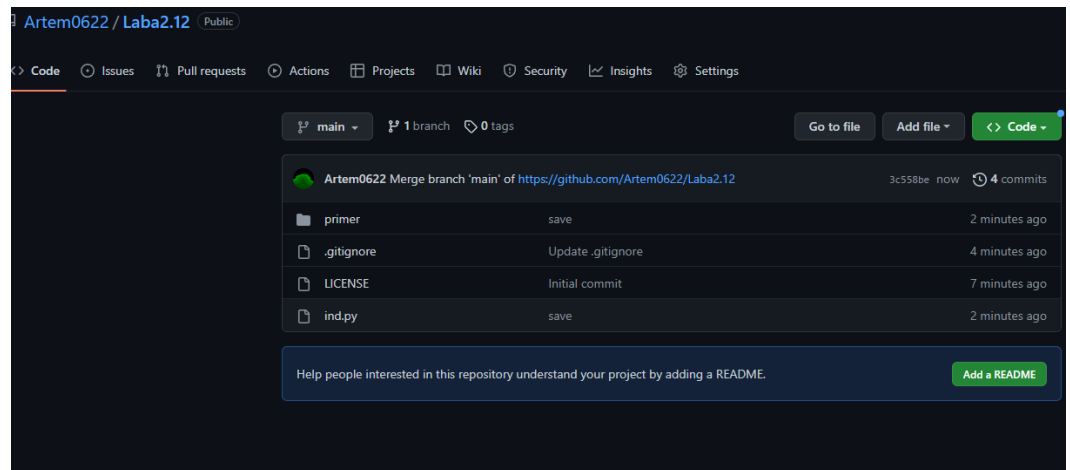 Artem0622 / Laba2.12 Public
<> Code Issues Pull requests Actions Projects Wiki Security Insights Settings
main 1 branch 0 tags Go to file Add file <> Code
Artem0622 Merge branch 'main' of https://github.com/Artem0622/Laba2.12 3c558be now 4 commits
primer save 2 minutes ago
.gitignore Update .gitignore 4 minutes ago
LICENSE Initial commit 7 minutes ago
ind.py save 2 minutes ago
Help people interested in this repository understand your project by adding a README. Add a README